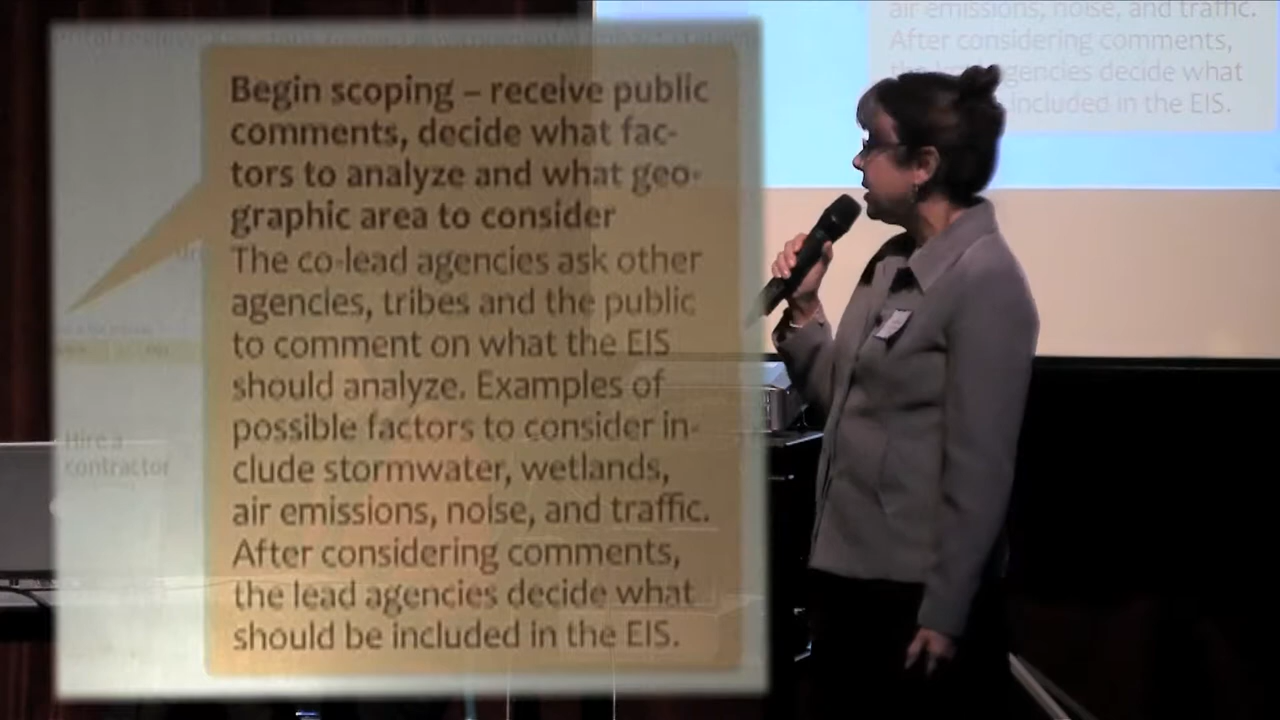 Begin scoping – receive public
comments, decide what fac-
tors to analyze and what geo-
graphic area to consider
The co-lead agencies ask other
agencies, tribes and the public
to comment on what the EIS
should analyze. Examples of
possible factors to consider in-
clude stormwater, wetlands,
air emissions, noise, and traffic.
After considering comments,
the lead agencies decide what
should be included in the EIS.
Hire a
contractor
air emissions, noise, and traffic.
After considering comments,
agencies decide what
included in the EIS.